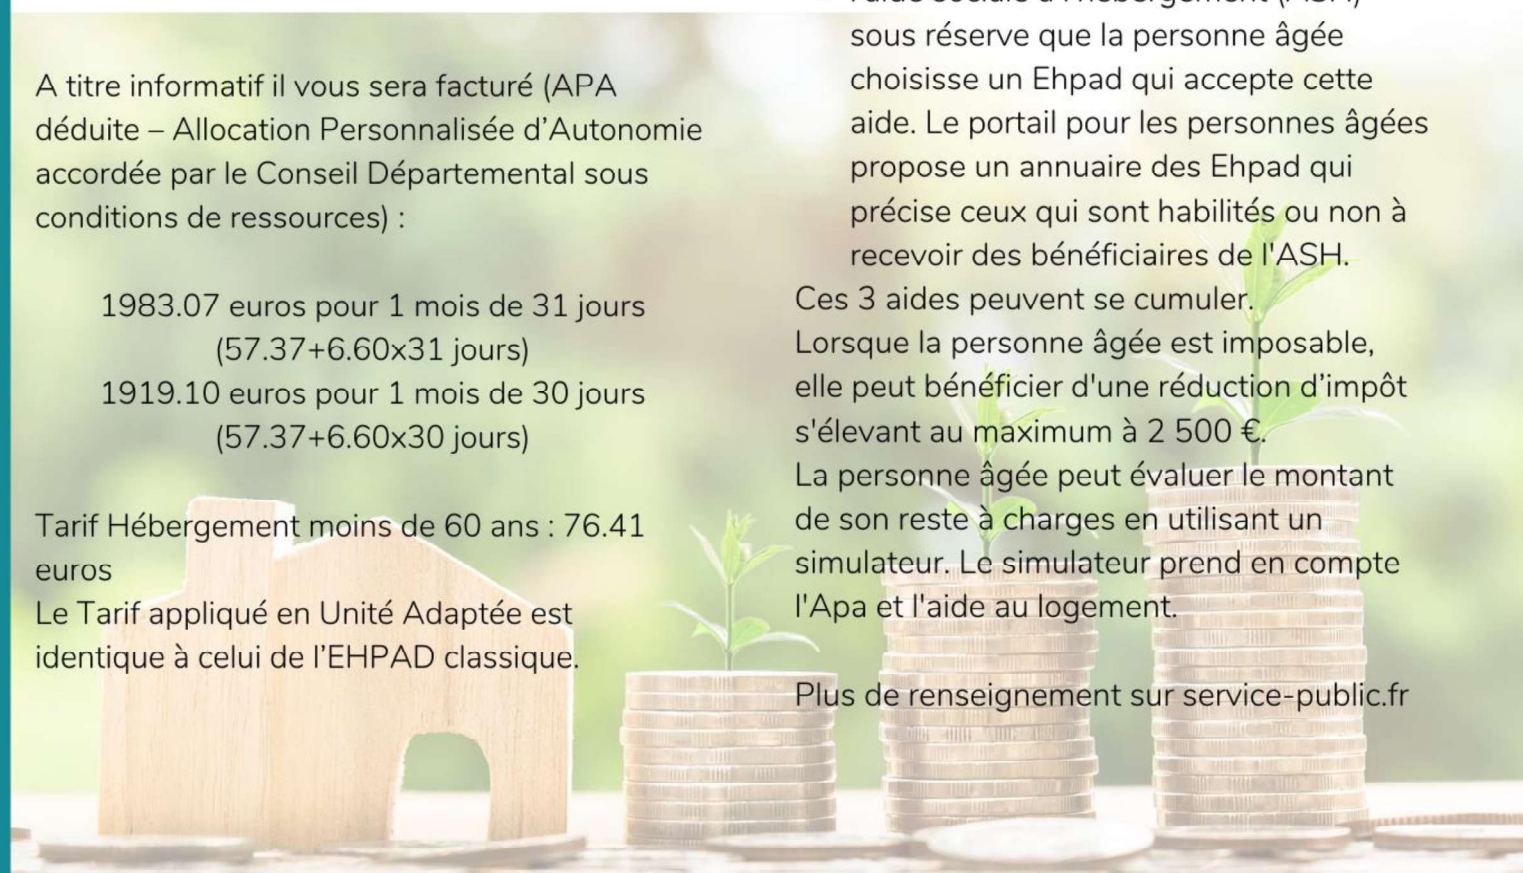 A titre informatif il vous sera facturé (APA
déduite – Allocation Personnalisée d'Autonomie
accordée par le Conseil Départemental sous
conditions de ressources) :
1983.07 euros pour 1 mois de 31 jours
(57.37+6.60x31 jours)
1919.10 euros pour 1 mois de 30 jours
(57.37+6.60x30 jours)
Tarif Hébergement moins de 60 ans : 76.41
euros
Le Tarif appliqué en Unité Adaptée est
identique à celui de l'EHPAD classique.
sous réserve que la personne âgée
choisisse un Ehpad qui accepte cette
aide. Le portail pour les personnes âgées
propose un annuaire des Ehpad qui
précise ceux qui sont habilités ou non à
recevoir des bénéficiaires de l'ASH.
Ces 3 aides peuvent se cumuler.
Lorsque la personne âgée est imposable,
elle peut bénéficier d'une réduction d'impôt
s'élevant au maximum à 2 500 €.
La personne âgée peut évaluer le montant
de son reste à charges en utilisant un
simulateur. Le simulateur prend en compte
l'Apa et l'aide au logement.
Plus de renseignement sur service-public.fr